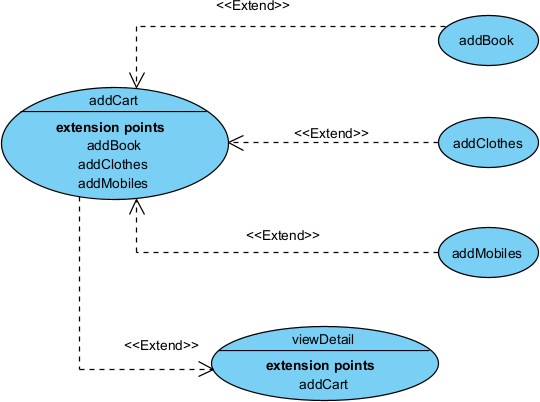 <<Extend>>
addBook
addCart
extension points
addBook
addClothes
addMobiles
<<Extend>>
addClothes
<<Extend>>
addMobiles
<<Extend>>
viewDetail
extension points
addCart